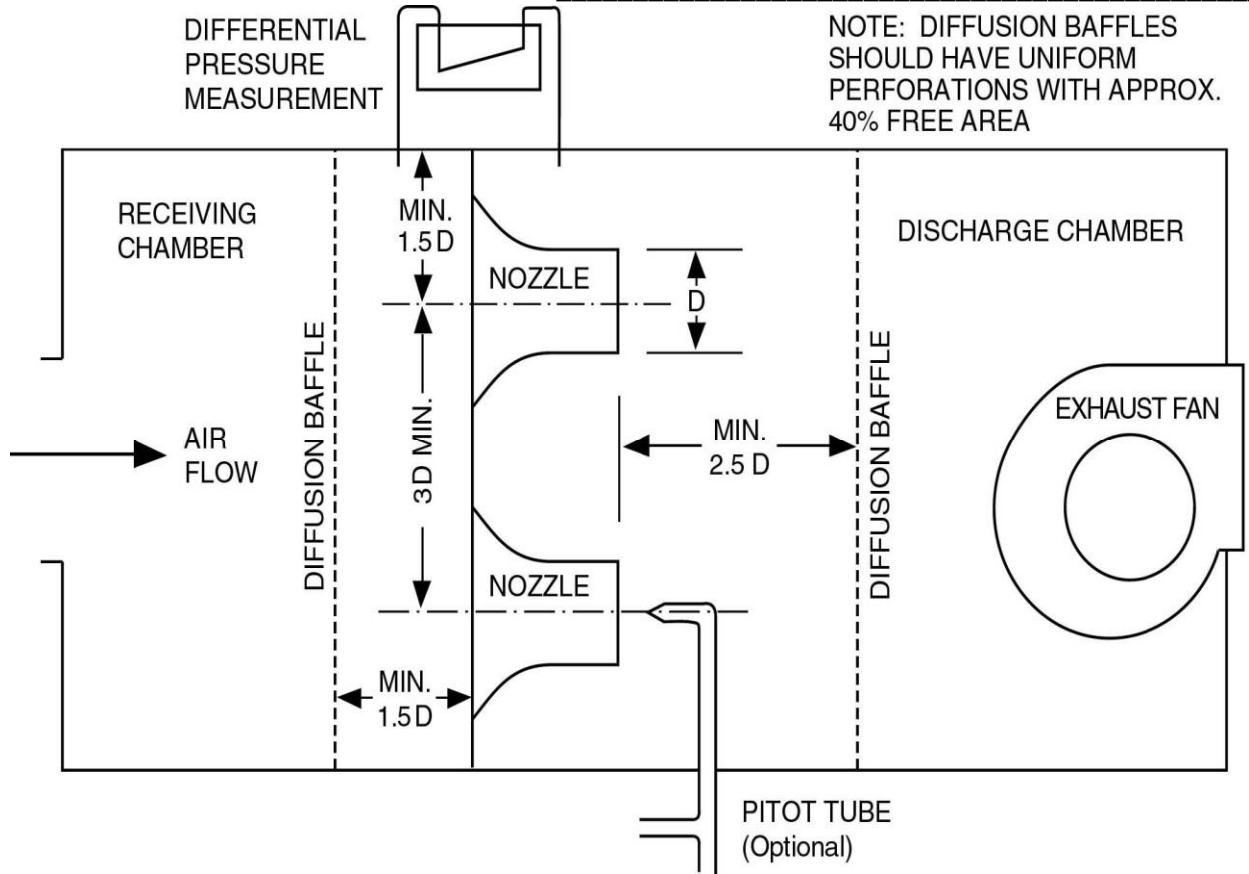 DIFFERENTIAL
PRESSURE
MEASUREMENT
NOTE: DIFFUSION BAFFLES
SHOULD HAVE UNIFORM
PERFORATIONS WITH APPROX.
40% FREE AREA
RECEIVING
CHAMBER
MIN.
1.5 D
NOZZLE
D
DISCHARGE CHAMBER
DIFFUSION BAFFLE
AIR
FLOW
3D MIN.
MIN.
2.5 D
DIFFUSION BAFFLE
EXHAUST FAN
NOZZLE
MIN.
1.5 D
PITOT TUBE
(Optional)